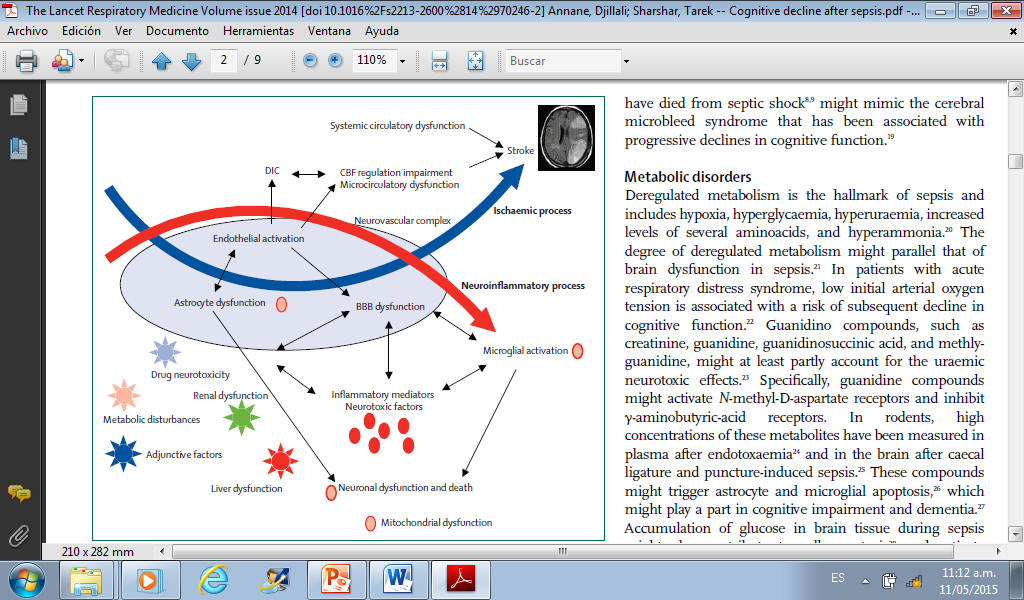 The Lancet Respiratory Medicine Volume issue 2014 [doi 10.1016%2Fs2213-2600%2814%2970246-2] Annane, Djillali; Sharshar, Tarek -- Cognitive decline after sepsis.pdf -...
Archivo Edición Ver Documento Herramientas Ventana Ayuda
2 / 9 110% Buscar
Systemic circulatory dysfunction
Stroke
DIC
CBF regulation impairment
Microcirculatory dysfunction
Ischaemic process
Neurovascular complex
Endothelial activation
Neuroinflammatory process
Astrocyte dysfunction
BBB dysfunction
Microglial activation
Drug neurotoxicity
Renal dysfunction
Inflammatory mediators
Neurotoxic factors
Metabolic disturbances
Adjunctive factors
Liver dysfunction
Neuronal dysfunction and death
Mitochondrial dysfunction
have died from septic shock8,9 might mimic the cerebral
microbleed syndrome that has been associated with
progressive declines in cognitive function.19
Metabolic disorders
Deregulated metabolism is the hallmark of sepsis and
includes hypoxia, hyperglycaemia, hyperuraemia, increased
levels of several aminoacids, and hyperammonia.20 The
degree of deregulated metabolism might parallel that of
brain dysfunction in sepsis.21 In patients with acute
respiratory distress syndrome, low initial arterial oxygen
tension is associated with a risk of subsequent decline in
cognitive function.22 Guanidino compounds, such as
creatinine, guanidine, guanidinosuccinic acid, and methly-
guanidine, might at least partly account for the uraemic
neurotoxic effects.23 Specifically, guanidine compounds
might activate N-methyl-D-aspartate receptors and inhibit
γ-aminobutyric-acid receptors. In rodents, high
concentrations of these metabolites have been measured in
plasma after endotoxaemia24 and in the brain after caecal
ligature and puncture-induced sepsis.25 These compounds
might trigger astrocyte and microglial apoptosis,26 which
might play a part in cognitive impairment and dementia.27
Accumulation of glucose in brain tissue during sepsis
210 x 282 mm
ES 11:12 a.m.
11/05/2015